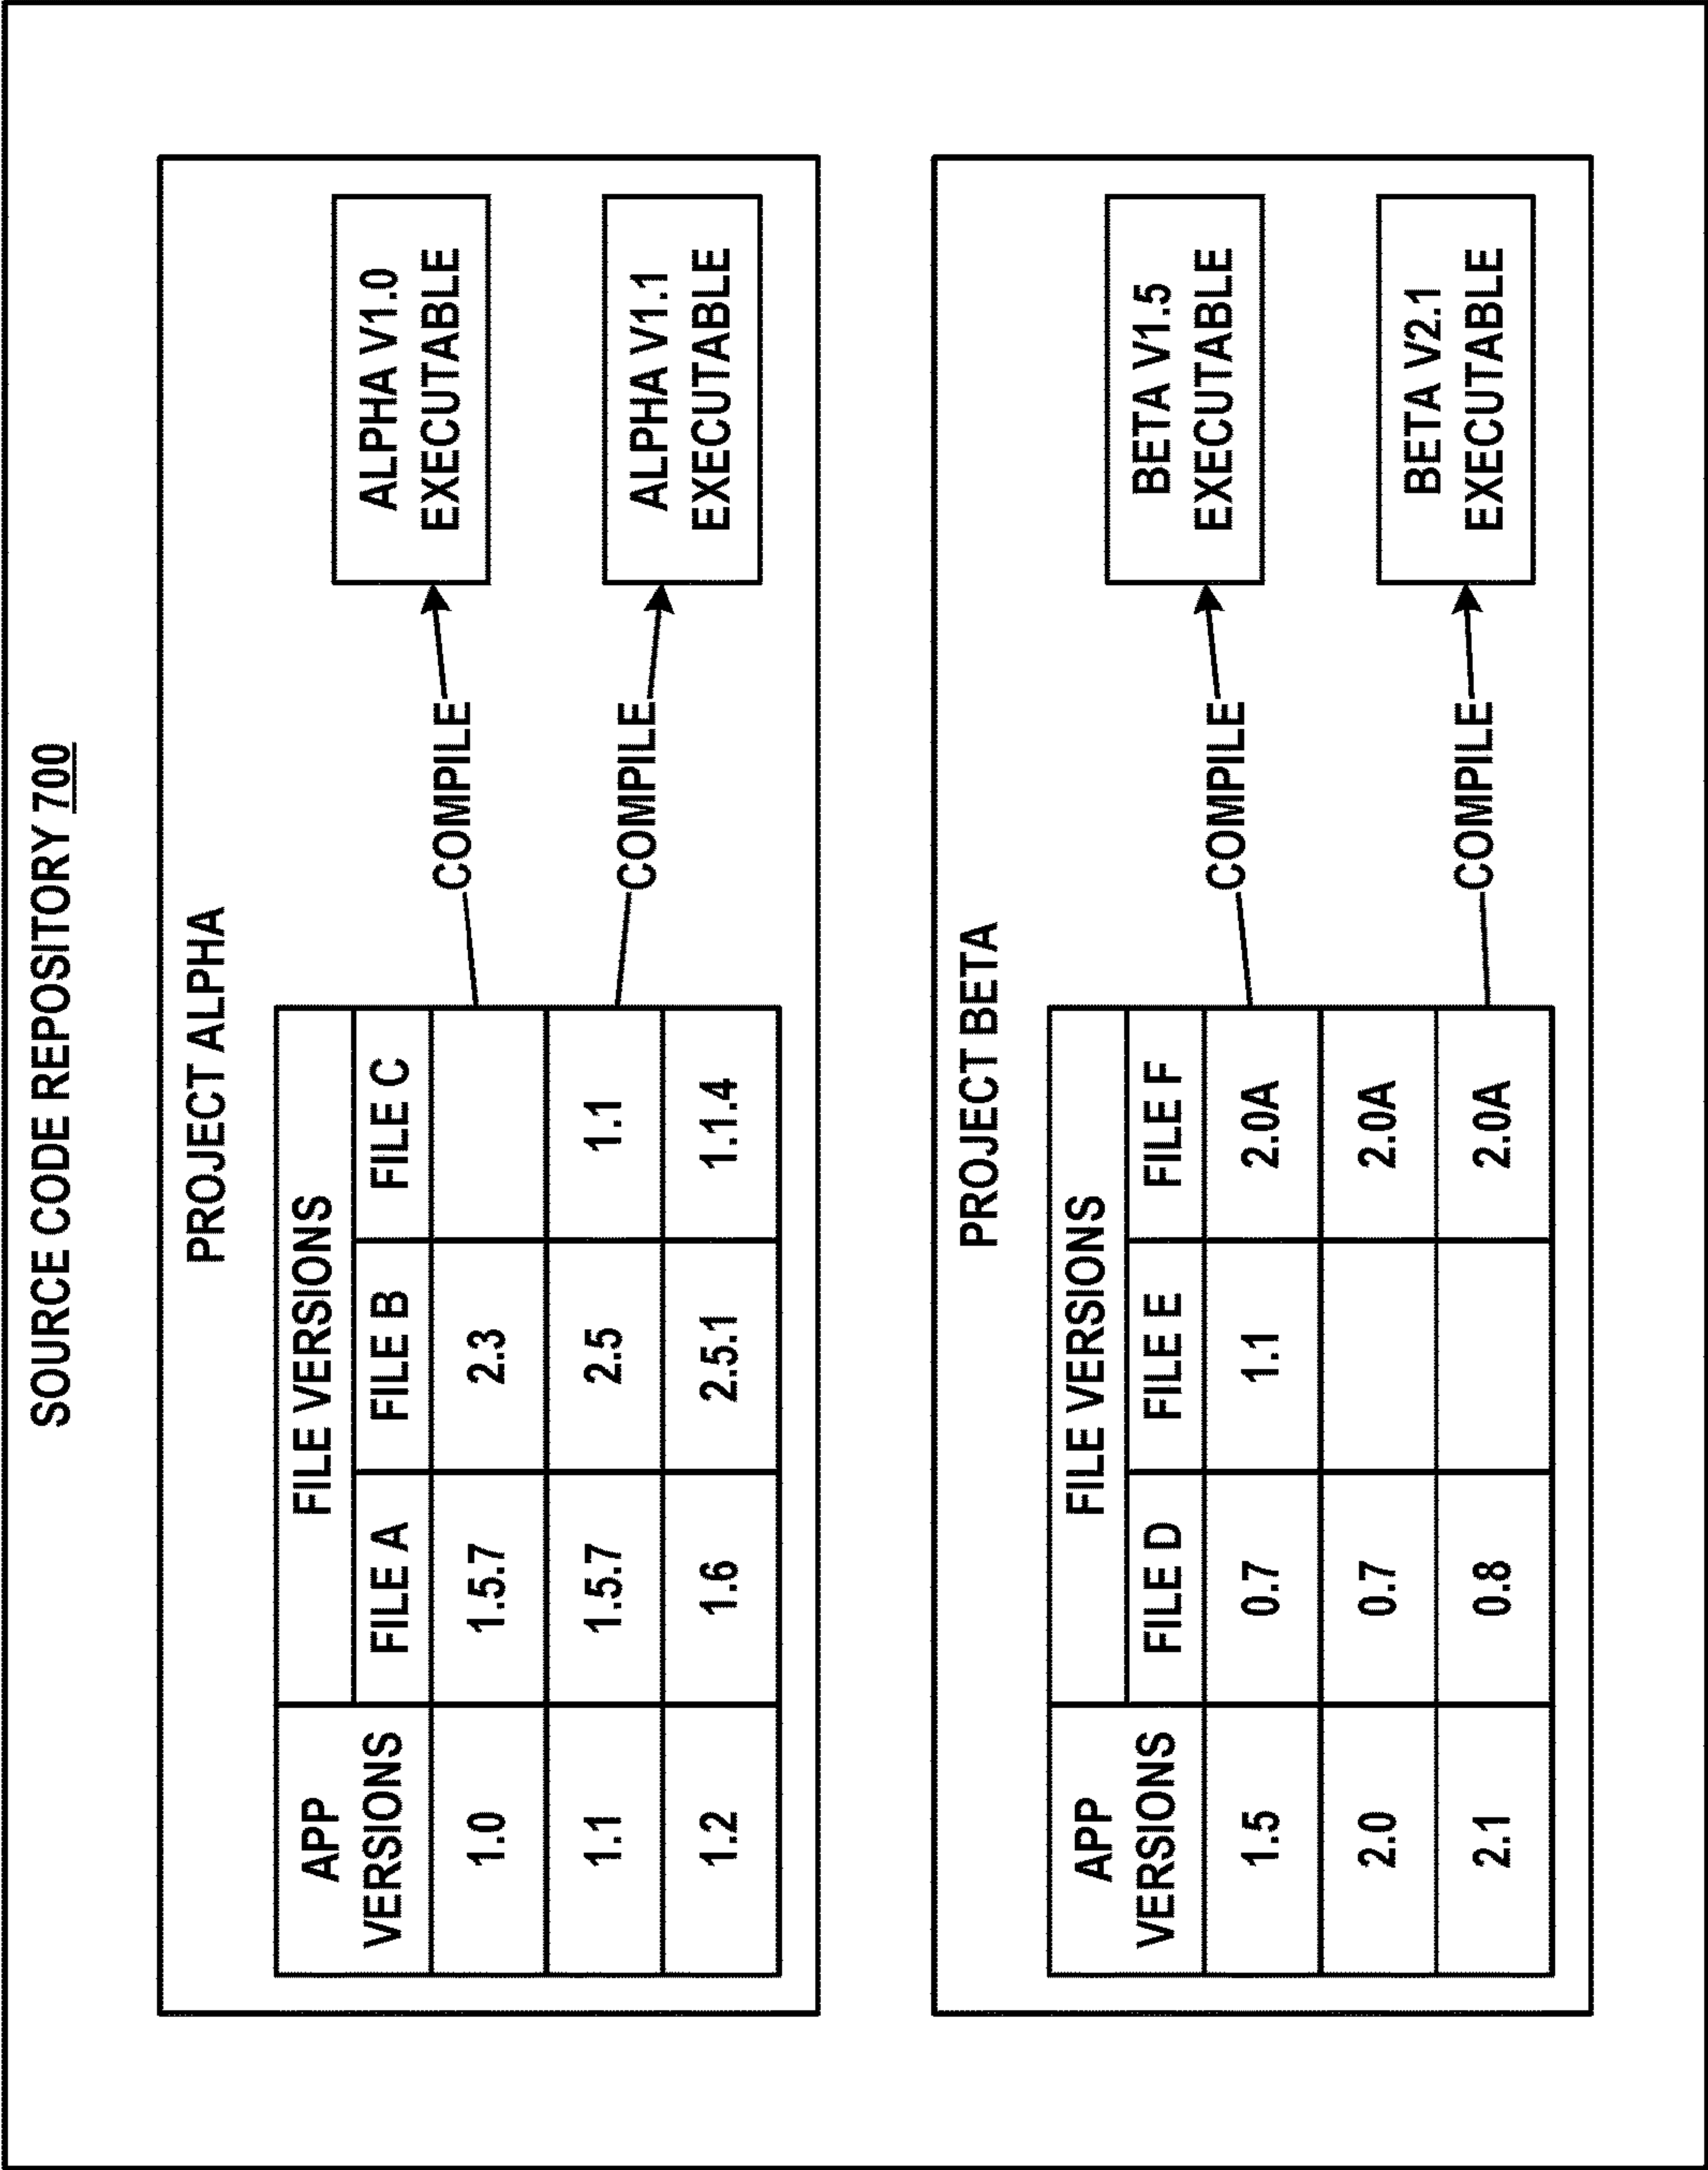 SOURCE CODE REPOSITORY 700
PROJECT ALPHA
APP
VERSIONS
FILE VERSIONS
FILE A FILE B FILE C
1.0 1.5.7 2.3
1.1 1.5.7 2.5 1.1
1.2 1.6 2.5.1 1.1.4
COMPILE
COMPILE
ALPHA V1.0
EXECUTABLE
ALPHA V1.1
EXECUTABLE
PROJECT BETA
APP
VERSIONS
FILE VERSIONS
FILE D FILE E FILE F
1.5 0.7 1.1 2.0A
2.0 0.7 2.0A
2.1 0.8 2.0A
COMPILE
COMPILE
BETA V1.5
EXECUTABLE
BETA V2.1
EXECUTABLE